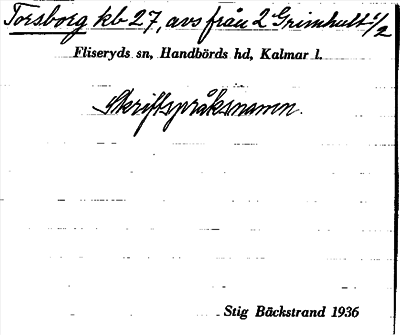 Torsborg kb 27, avs från 2 Grimhult 1/2
Fliseryds sn, Handbörds hd, Kalmar l.
Skriftspråksnamn.
Stig Bäckstrand 1936